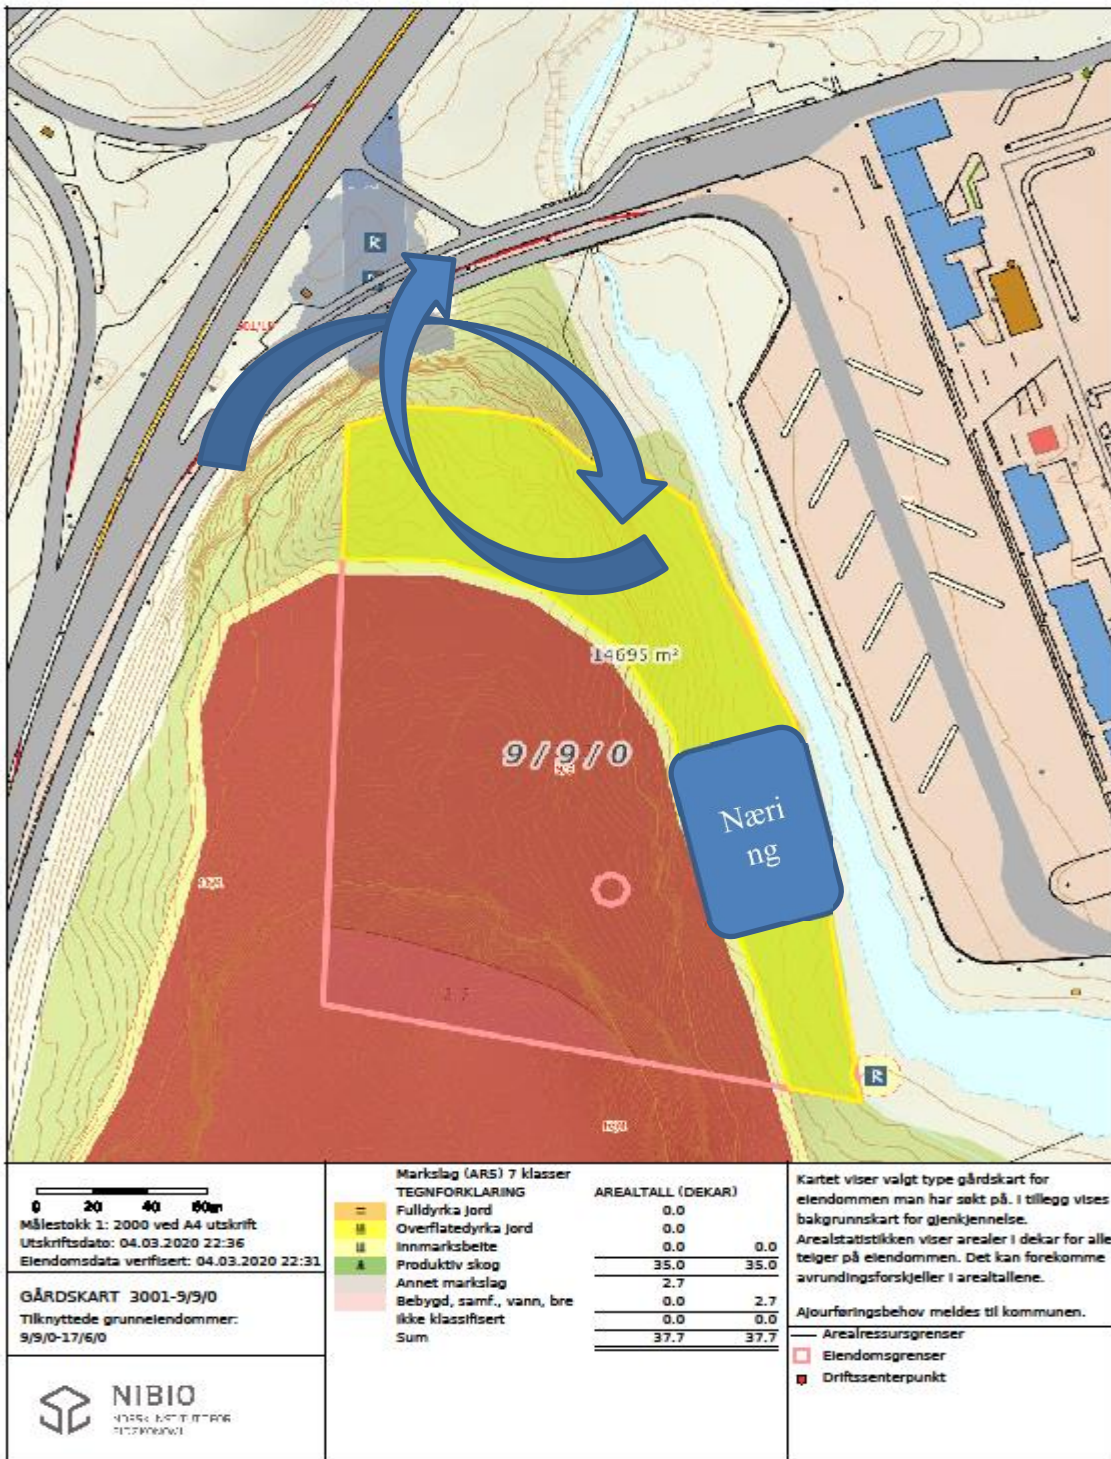 14695 m²
9/9/0
Næri
ng
0 20 40 60m
Målestokk 1: 2000 ved A4 utskrift
Utskriftsdato: 04.03.2020 22:36
Eiendomsdata verifisert: 04.03.2020 22:31
GÅRDSKART 3001-9/9/0
Tilknyttede grunneiendommer:
9/9/0-17/6/0
NIBIO
NORSK INSTITUTT FOR
BIOØKONOMI
Markslag (AR5) 7 klasser
TEGNFORKLARING AREALTALL (DEKAR)
Fulldyrka jord 0.0
Overflatedyrka jord 0.0
Innmarksbeite 0.0 0.0
Produktiv skog 35.0 35.0
Annet markslag 2.7
Bebygd, samf., vann, bre 0.0 2.7
Ikke klassifisert 0.0 0.0
Sum 37.7 37.7
Kartet viser valgt type gårdskart for
eiendommen man har søkt på. I tillegg vises
bakgrunnskart for gjenkjennelse.
Arealstatistikken viser arealer i dekar for alle
teiger på eiendommen. Det kan forekomme
avrundingsforskjeller i arealtallene.
Ajourføringsbehov meldes til kommunen.
Arealressursgrenser
Eiendomsgrenser
Driftssenterpunkt